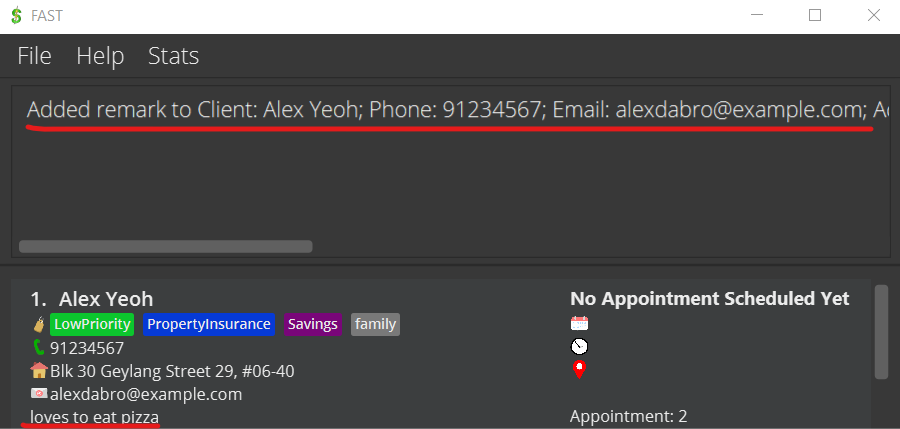 FAST
File Help Stats
Added remark to Client: Alex Yeoh; Phone: 91234567; Email: alexdabro@example.com;
1. Alex Yeoh
No Appointment Scheduled Yet
LowPriority PropertyInsurance Savings family
91234567
Blk 30 Geylang Street 29, #06-40
alexdabro@example.com
loves to eat pizza
Appointment: 2